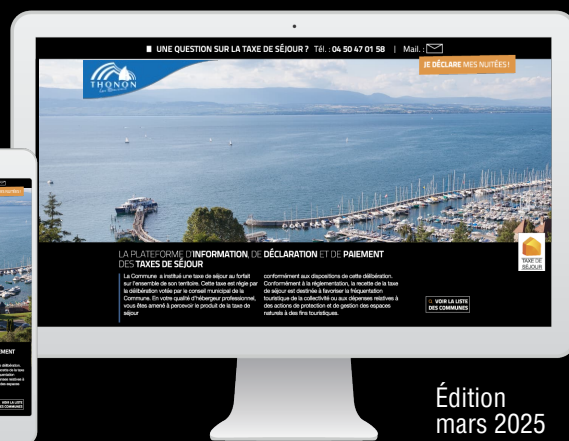 UNE QUESTION SUR LA TAXE DE SÉJOUR ? Tél. : 04 50 47 01 58 | Mail. :
JE DÉCLARE MES NUITÉES !
THONON
LA PLATEFORME D'INFORMATION, DE DÉCLARATION ET DE PAIEMENT
DES TAXES DE SÉJOUR
La Commune a institué une taxe de séjour au forfait
sur l'ensemble de son territoire. Cette taxe est régie par
la délibération votée par le conseil municipal de la
Commune. En votre qualité d'hébergeur professionnel,
vous êtes amené à percevoir le produit de la taxe de
séjour
conformément aux dispositions de cette délibération.
Conformément à la réglementation, la recette de la taxe
de séjour est destinée à favoriser la fréquentation
touristique de la collectivité ou aux dépenses relatives à
des actions de protection et de gestion des espaces
naturels à des fins touristiques.
TAXE DE
SÉJOUR
VOIR LA LISTE
DES COMMUNES
EMENT
VOIR LA LISTE
DES COMMUNES
Édition
mars 2025